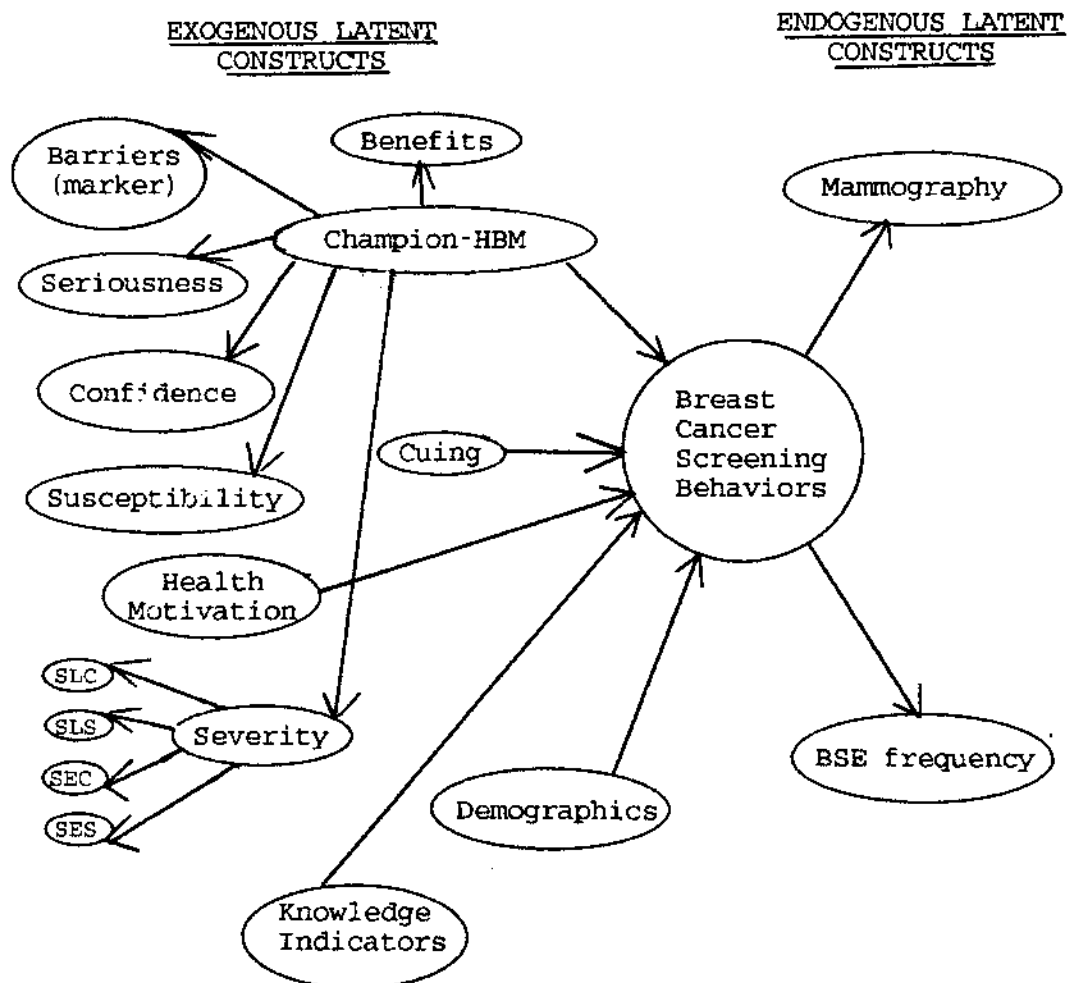 EXOGENOUS LATENT
CONSTRUCTS
ENDOGENOUS LATENT
CONSTRUCTS
Barriers
(marker)
Benefits
Mammography
Champion-HBM
Seriousness
Confidence
Breast
Cancer
Screening
Behaviors
Cuing
Susceptibility
Health
Motivation
SLC
SLS
Severity
SEC
SES
BSE frequency
Demographics
Knowledge
Indicators